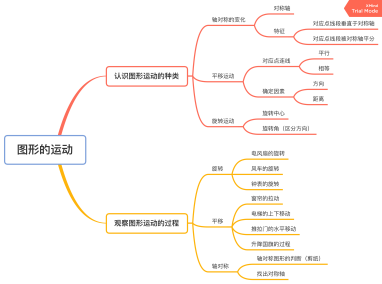 XMind
Trial Mode
图形的运动
认识图形运动的种类
轴对称的变化
对称轴
特征
对应点线段垂直于对称轴
对应点线段被对称轴平分
平移运动
对应点连线
平行
相等
确定因素
方向
距离
旋转运动
旋转中心
旋转角（区分方向）
观察图形运动的过程
旋转
电风扇的旋转
风车的旋转
钟表的旋转
平移
窗帘的拉动
电梯的上下移动
推拉门的水平移动
升降国旗的过程
轴对称
轴对称图形的判断（剪纸）
找出对称轴